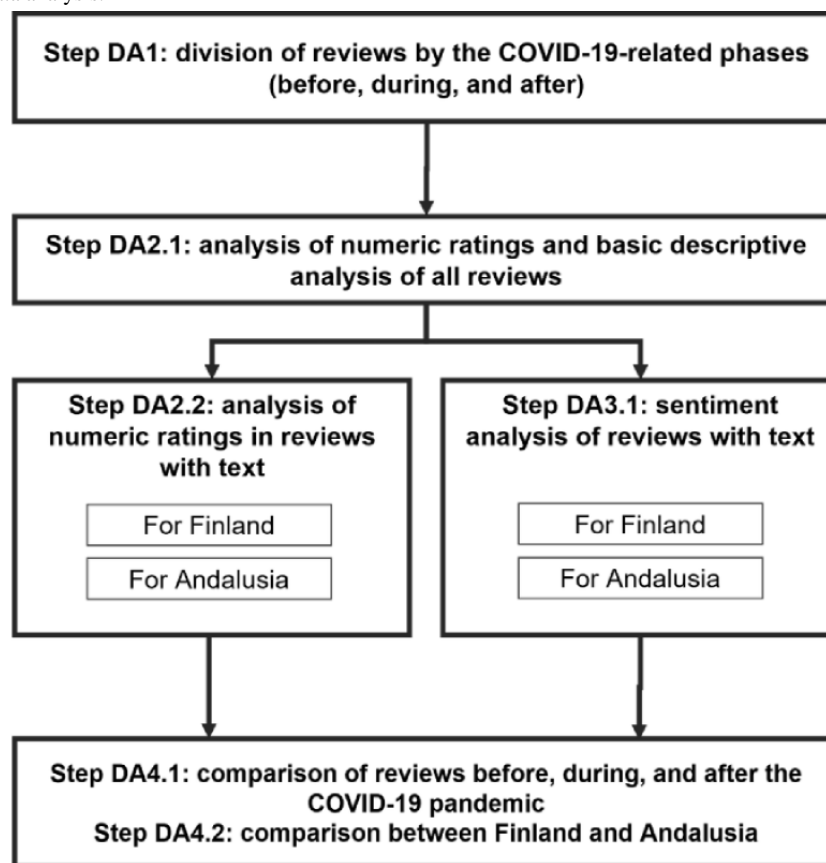 Step DA1: division of reviews by the COVID-19-related phases
(before, during, and after)
Step DA2.1: analysis of numeric ratings and basic descriptive
analysis of all reviews
Step DA2.2: analysis of
numeric ratings in reviews
with text
For Finland
For Andalusia
Step DA3.1: sentiment
analysis of reviews with text
For Finland
For Andalusia
Step DA4.1: comparison of reviews before, during, and after the
COVID-19 pandemic
Step DA4.2: comparison between Finland and Andalusia